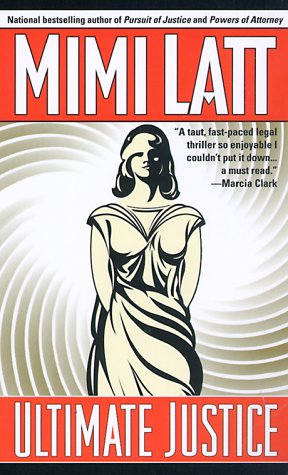 National bestselling author of Pursuit of Justice and Powers of Attorney
MIMI LATT
"A taut, fast-paced legal
thriller so enjoyable I
couldn't put it down...
a must read."
—Marcia Clark
ULTIMATE JUSTICE